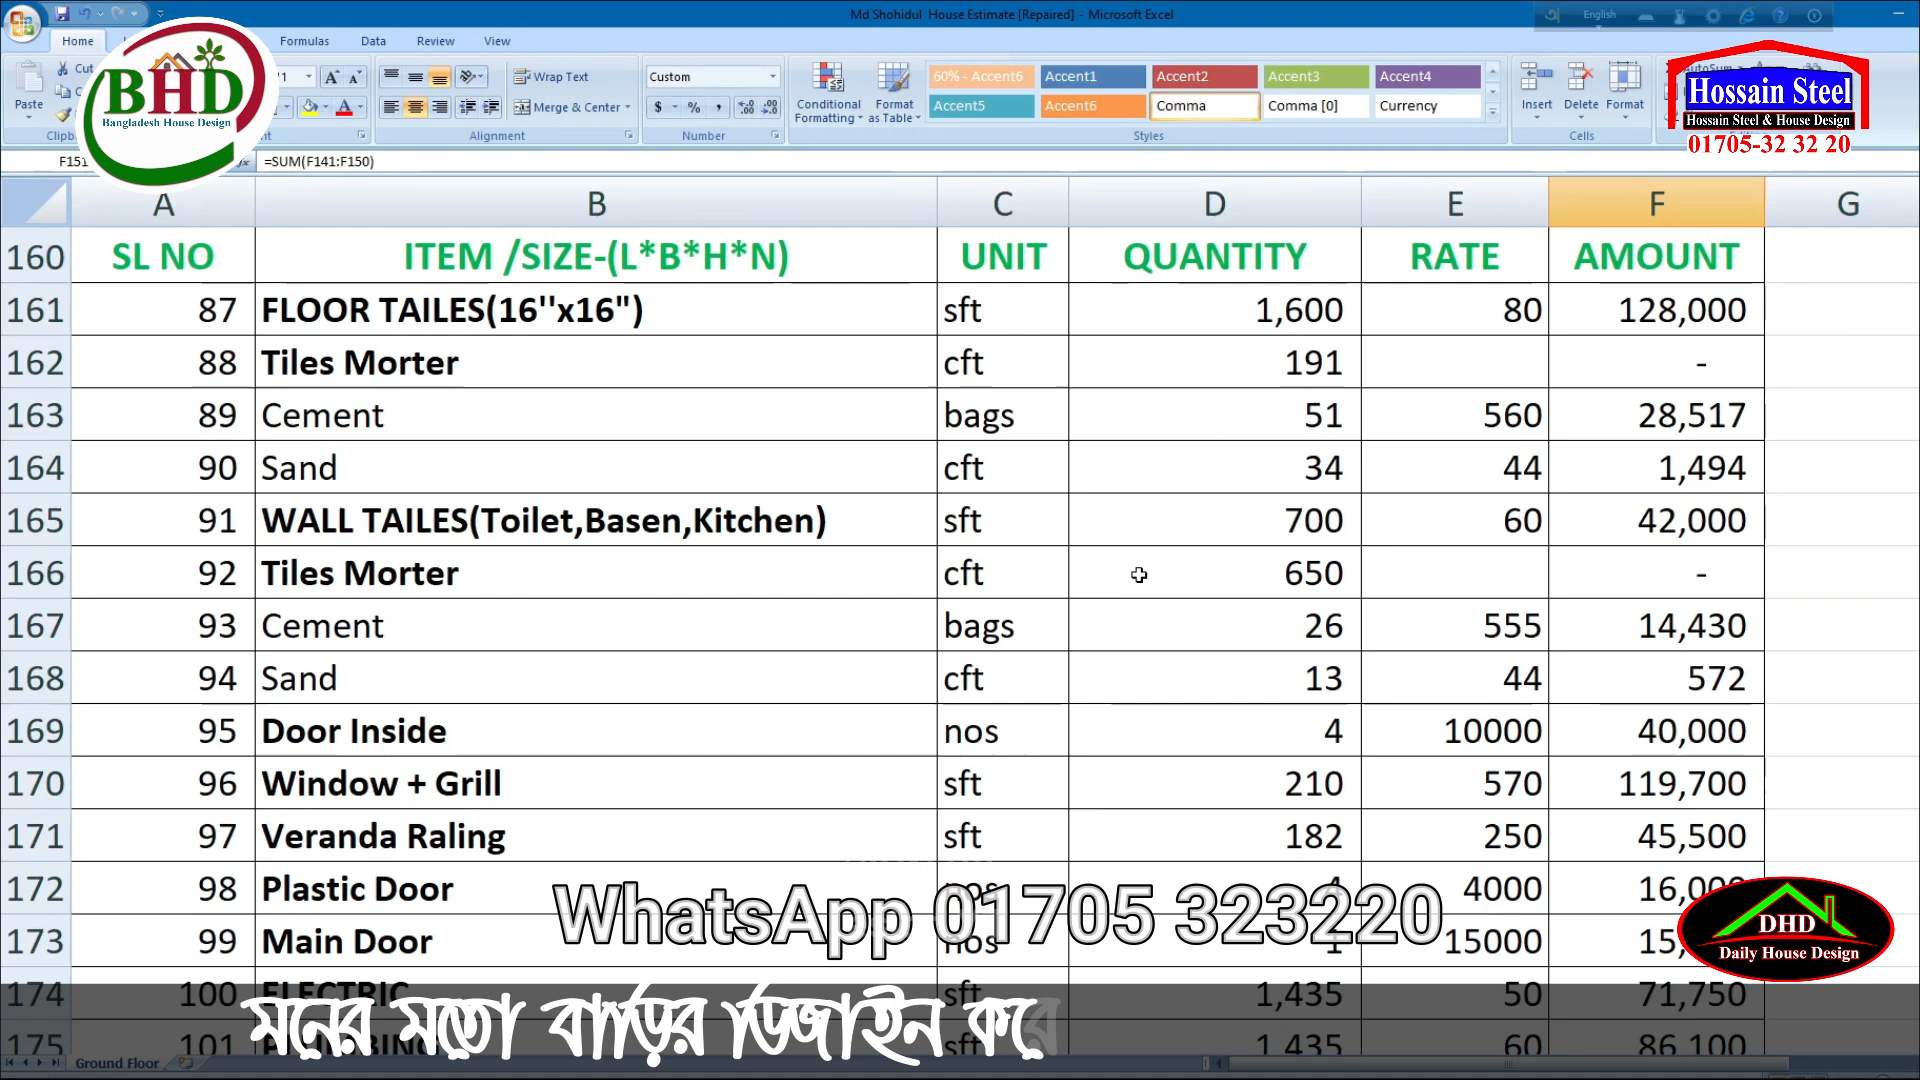 Md Shohidul House Estimate [Repaired] - Microsoft Excel
English
Home Formulas Data Review View
Cut
Paste
Wrap Text
Merge & Center
Alignment
Custom
$ % ,
Number
Conditional Formatting
Format as Table
60% - Accent6 Accent1 Accent2 Accent3 Accent4
Accent5 Accent6 Comma Comma [0] Currency
Styles
Insert Delete Format
Cells
BHD
Bangladesh House Design
Hossain Steel
Hossain Steel & House Design
01705-32 32 20
F151 =SUM(F141:F150)
A B C D E F G
160 SL NO ITEM /SIZE-(L*B*H*N) UNIT QUANTITY RATE AMOUNT
161 87 FLOOR TAILES(16''x16") sft 1,600 80 128,000
162 88 Tiles Morter cft 191 -
163 89 Cement bags 51 560 28,517
164 90 Sand cft 34 44 1,494
165 91 WALL TAILES(Toilet,Basen,Kitchen) sft 700 60 42,000
166 92 Tiles Morter cft 650 -
167 93 Cement bags 26 555 14,430
168 94 Sand cft 13 44 572
169 95 Door Inside nos 4 10000 40,000
170 96 Window + Grill sft 210 570 119,700
171 97 Veranda Raling sft 182 250 45,500
172 98 Plastic Door nos 4 4000
173 99 Main Door nos 1 15000
WhatsApp 01705 323220
DHD
Daily House Design
174 100 ELECTRIC sft 1,435 50 71,750
175 101 sft 1,435 60 86,100
মনের মতো বাড়ির ডিজাইন করে
Ground Floor